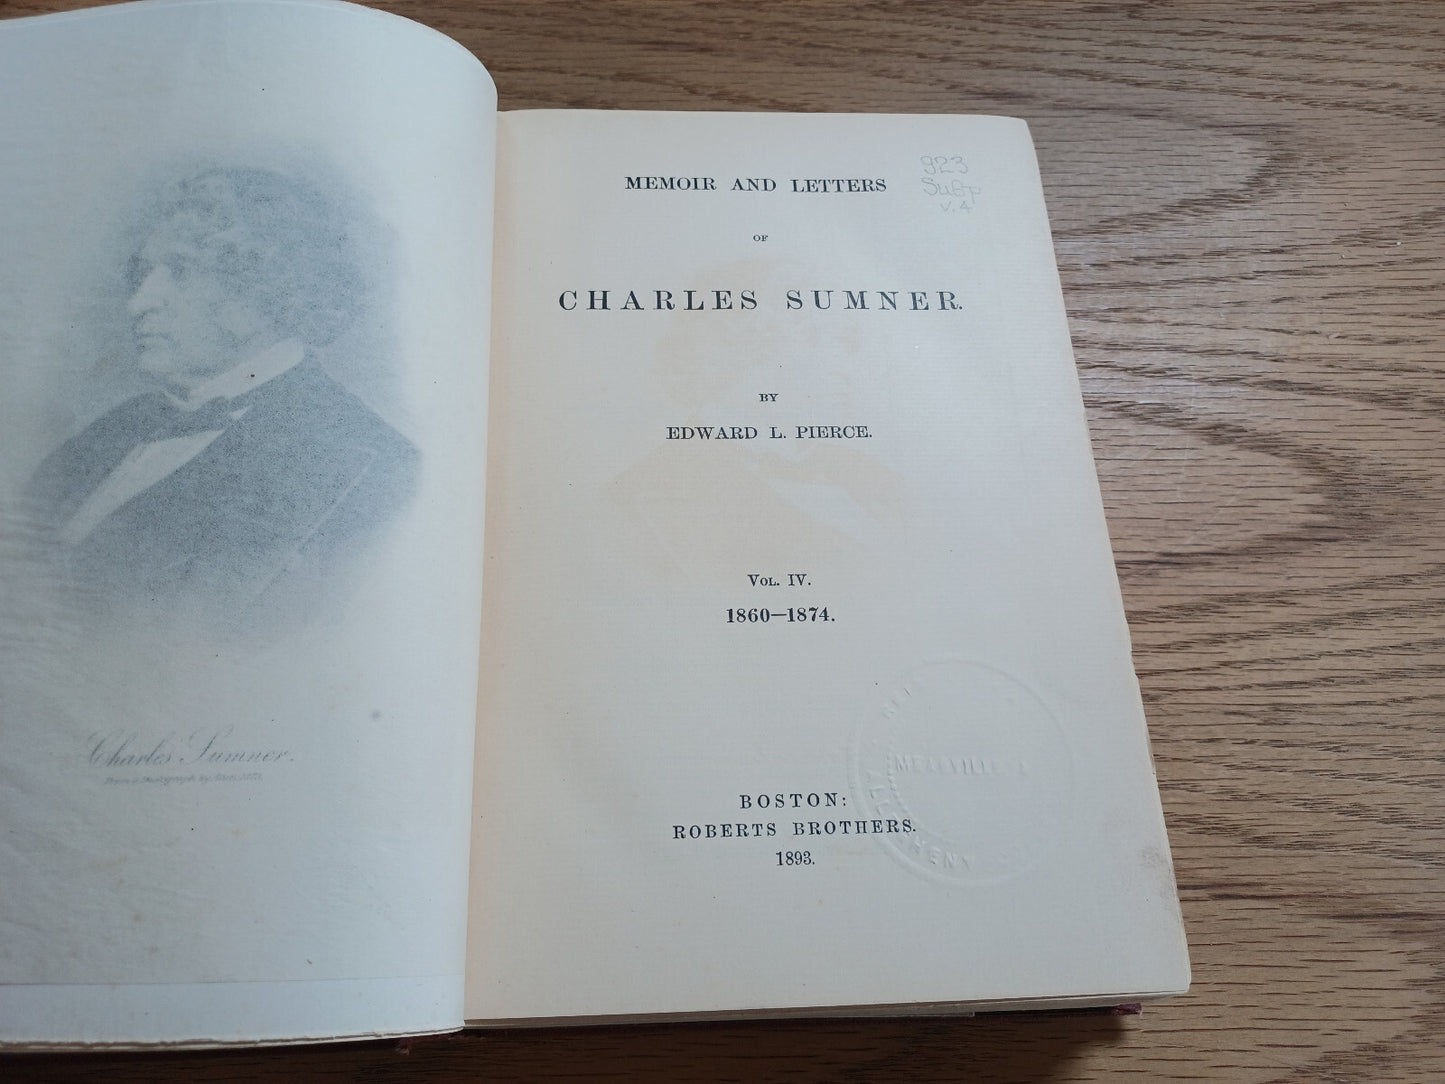 Charles Sumner.
MEMOIR AND LETTERS
OF
CHARLES SUMNER.
BY
EDWARD L. PIERCE.
VOL. IV.
1860—1874.
BOSTON:
ROBERTS BROTHERS.
1893.
923
v. 4